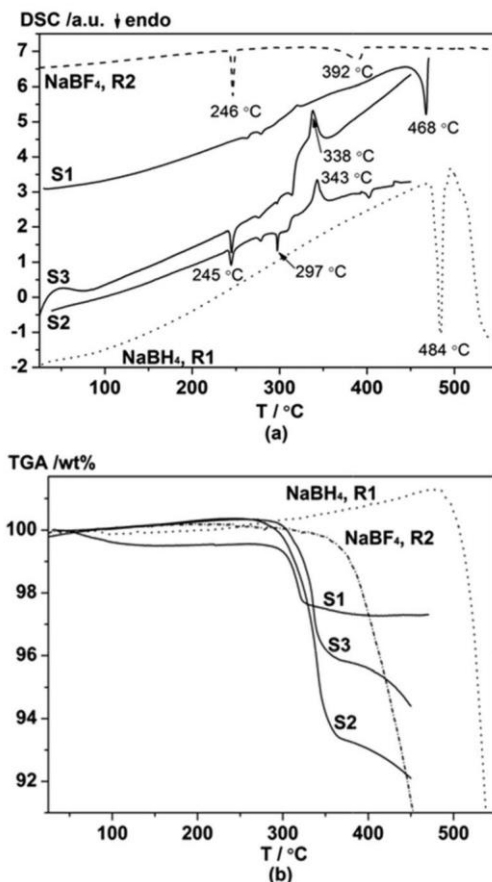 DSC /a.u. ↓ endo
7
NaBF₄, R2
392 °C
6
246 °C
5
S1
468 °C
4
338 °C
3
343 °C
2
1
S3
245 °C
297 °C
0
S2
-1
NaBH₄, R1
484 °C
-2
100 200 300 400 500
T / °C
(a)
TGA /wt%
NaBH₄, R1
100
NaBF₄, R2
98
S1
96
S3
94
S2
92
100 200 300 400 500
T / °C
(b)